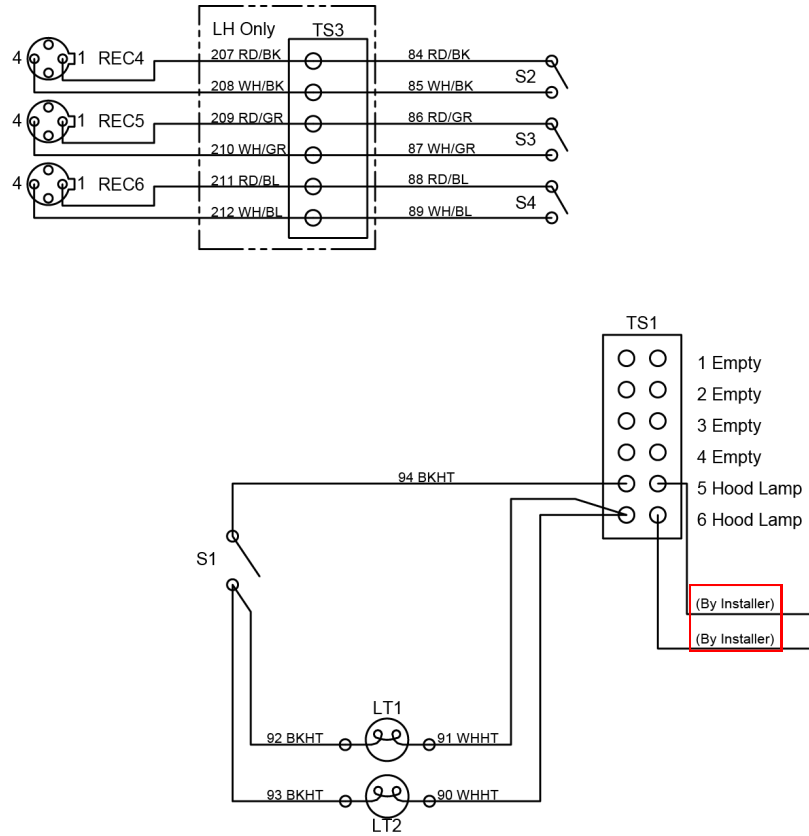 LH Only
TS3
4 1 REC4
207 RD/BK
84 RD/BK
S2
208 WH/BK
85 WH/BK
4 1 REC5
209 RD/GR
86 RD/GR
S3
210 WH/GR
87 WH/GR
4 1 REC6
211 RD/BL
88 RD/BL
S4
212 WH/BL
89 WH/BL
TS1
1 Empty
2 Empty
3 Empty
4 Empty
94 BKHT
5 Hood Lamp
6 Hood Lamp
S1
(By Installer)
(By Installer)
LT1
92 BKHT
91 WHHT
93 BKHT
90 WHHT
LT2